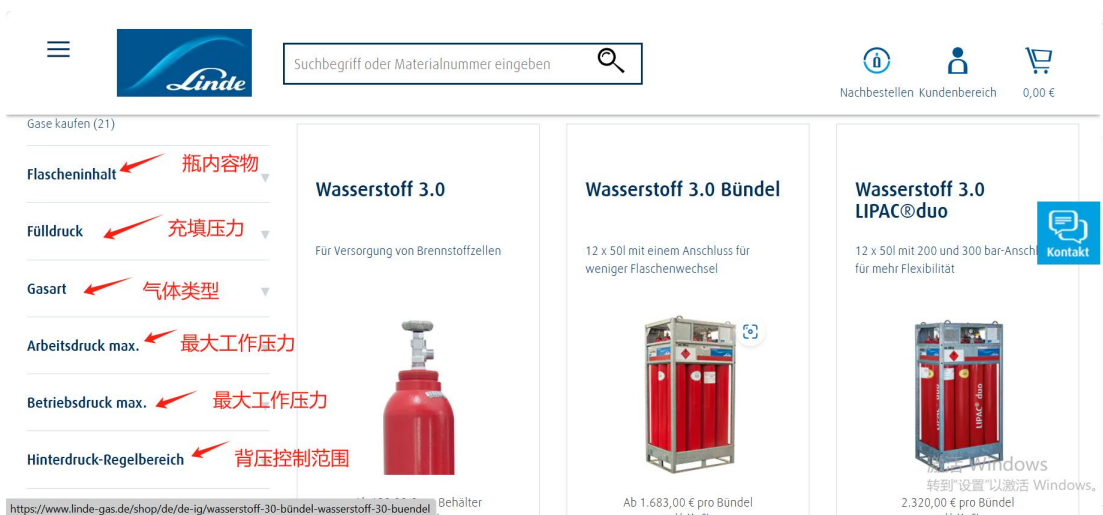 Linde
Suchbegriff oder Materialnummer eingeben
Nachbestellen Kundenbereich 0,00 €
Gase kaufen (21)
Flascheninhalt 瓶内容物
Fülldruck 充填压力
Gasart 气体类型
Arbeitsdruck max. 最大工作压力
Betriebsdruck max. 最大工作压力
Hinterdruck-Regelbereich 背压控制范围
Wasserstoff 3.0
Für Versorgung von Brennstoffzellen
Behälter
Wasserstoff 3.0 Bündel
12 x 50l mit einem Anschluss für
weniger Flaschenwechsel
Ab 1.683,00 € pro Bündel
Wasserstoff 3.0
LIPAC®duo
12 x 50l mit 200 und 300 bar-Ansch
für mehr Flexibilität
LIPAC® duo
2.320,00 € pro Bündel
Kontakt
激活 Windows
转到"设置"以激活 Windows。
https://www.linde-gas.de/shop/de/de-ig/wasserstoff-30-bündel-wasserstoff-30-buendel